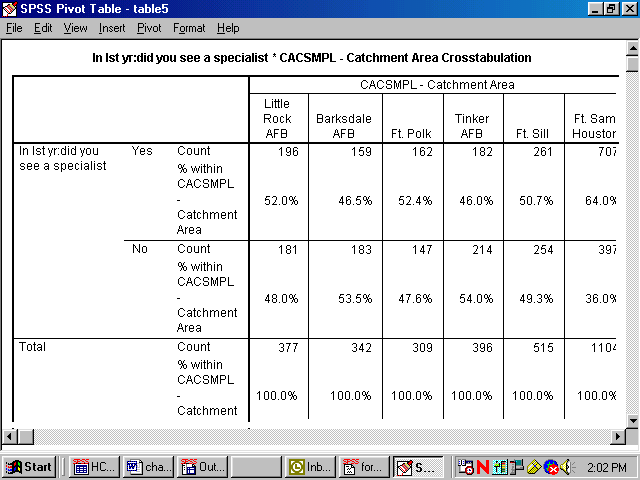 SPSS Pivot Table - table5
File Edit View Insert Pivot Format Help
In lst yr:did you see a specialist * CACSMPL - Catchment Area Crosstabulation
CACSMPL - Catchment Area
Little Rock AFB Barksdale AFB Ft. Polk Tinker AFB Ft. Sill Ft. Sam Houston
In lst yr:did you see a specialist Yes Count 196 159 162 182 261 707
% within CACSMPL - Catchment Area 52.0% 46.5% 52.4% 46.0% 50.7% 64.0%
No Count 181 183 147 214 254 397
% within CACSMPL - Catchment Area 48.0% 53.5% 47.6% 54.0% 49.3% 36.0%
Total Count 377 342 309 396 515 1104
% within CACSMPL - Catchment 100.0% 100.0% 100.0% 100.0% 100.0% 100.0%
Start HC... cha... Out... Inb... for... S... 2:02 PM